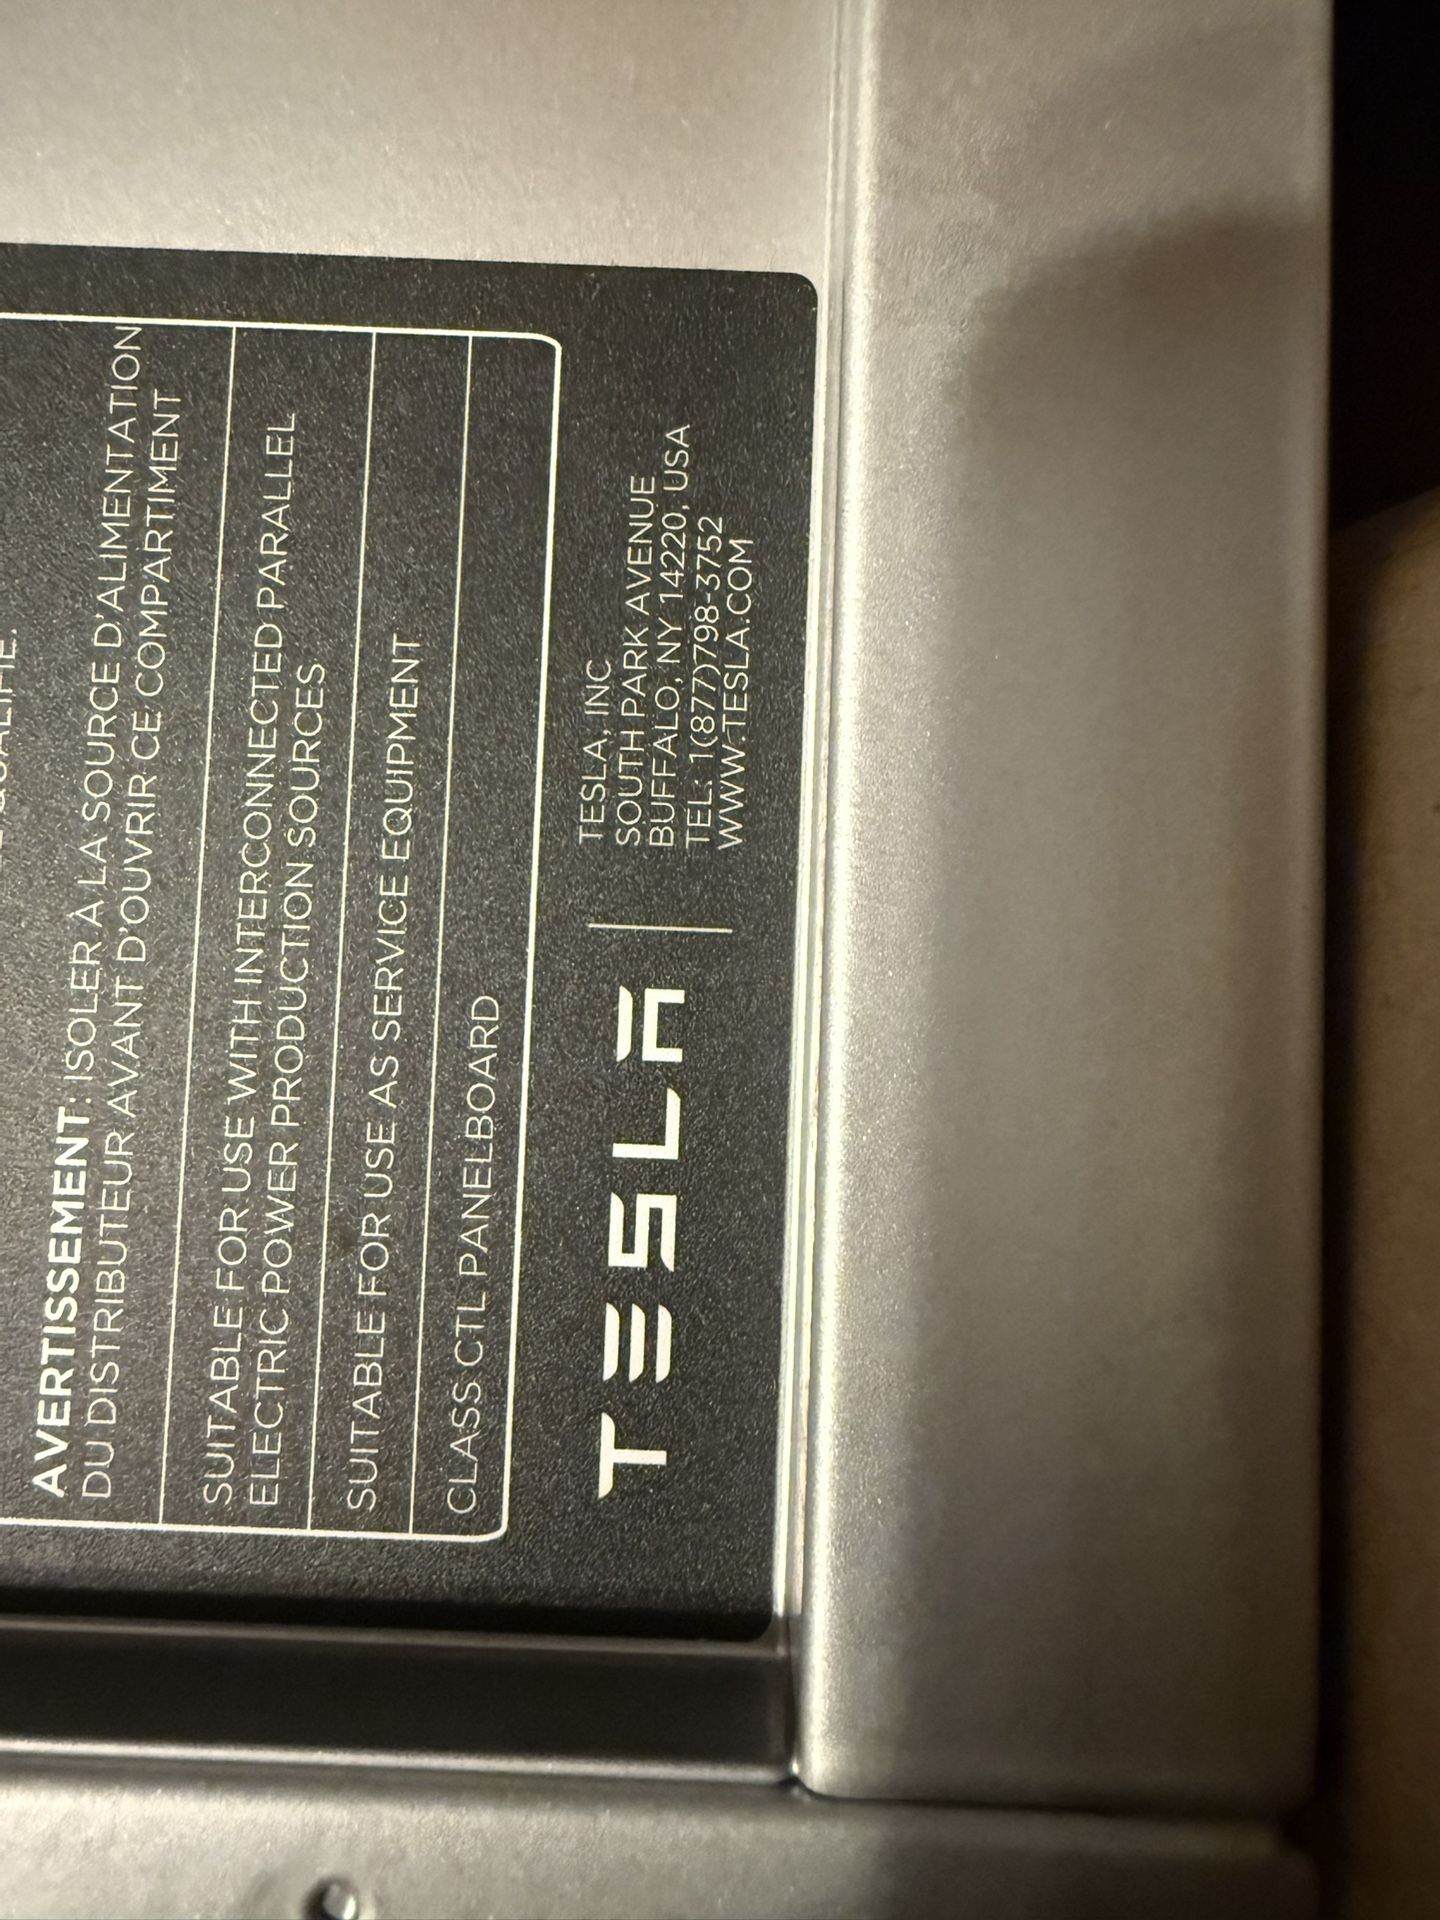 AVERTISSEMENT: ISOLER À LA SOURCE D'ALIMENTATION
DU DISTRIBUTEUR AVANT D'OUVRIR CE COMPARTIMENT
SUITABLE FOR USE WITH INTERCONNECTED PARALLEL
ELECTRIC POWER PRODUCTION SOURCES
SUITABLE FOR USE AS SERVICE EQUIPMENT
CLASS CTL PANELBOARD
TESLA
TESLA, INC
SOUTH PARK AVENUE
BUFFALO, NY 14220, USA
TEL: 1(877)798-3752
WWW.TESLA.COM